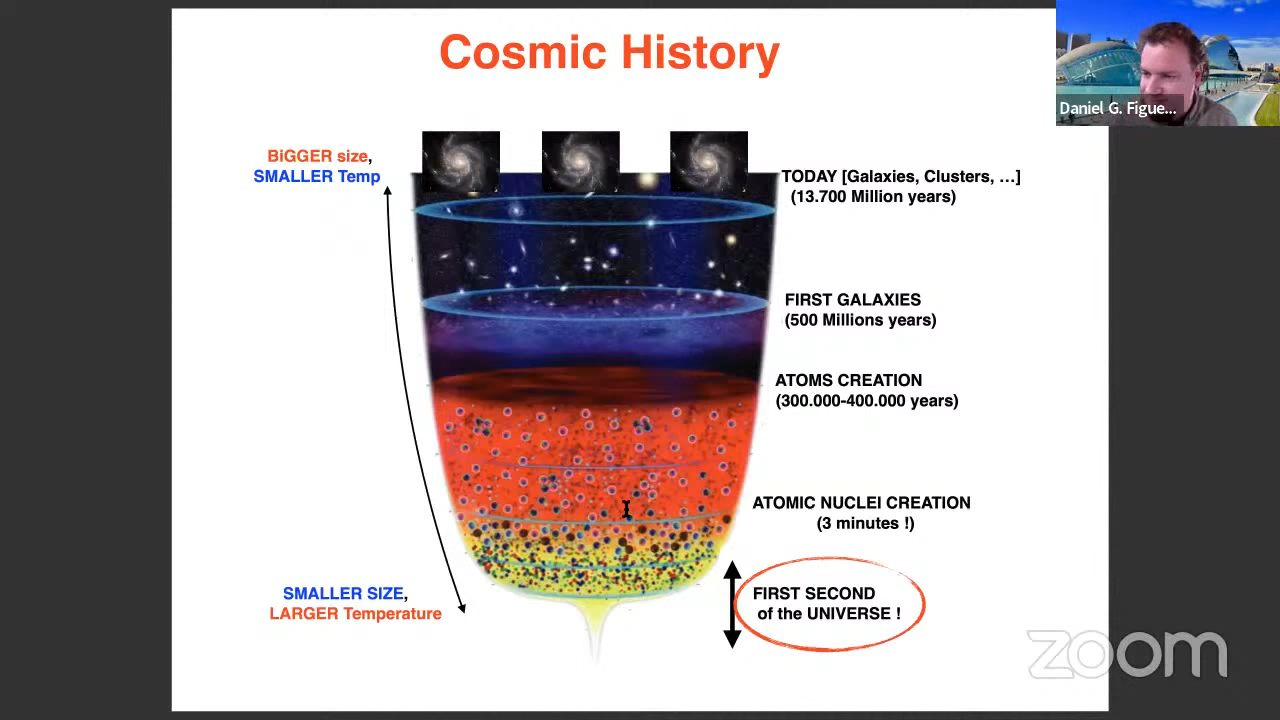 Cosmic History
Daniel G. Figue...
BiGGER size,
SMALLER Temp
TODAY [Galaxies, Clusters, ...]
(13.700 Million years)
FIRST GALAXIES
(500 Millions years)
ATOMS CREATION
(300.000-400.000 years)
ATOMIC NUCLEI CREATION
(3 minutes !)
SMALLER SIZE,
LARGER Temperature
FIRST SECOND
of the UNIVERSE !
zoom